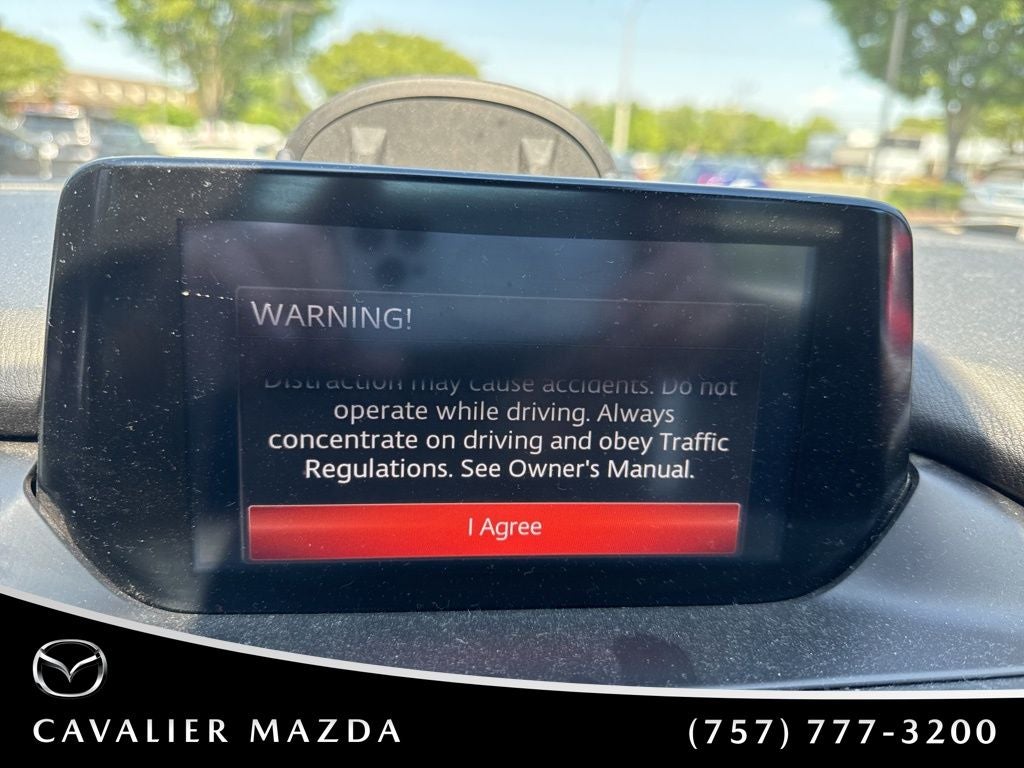 WARNING!
Distraction may cause accidents. Do not
operate while driving. Always
concentrate on driving and obey Traffic
Regulations. See Owner's Manual.
I Agree
CAVALIER MAZDA
(757) 777-3200